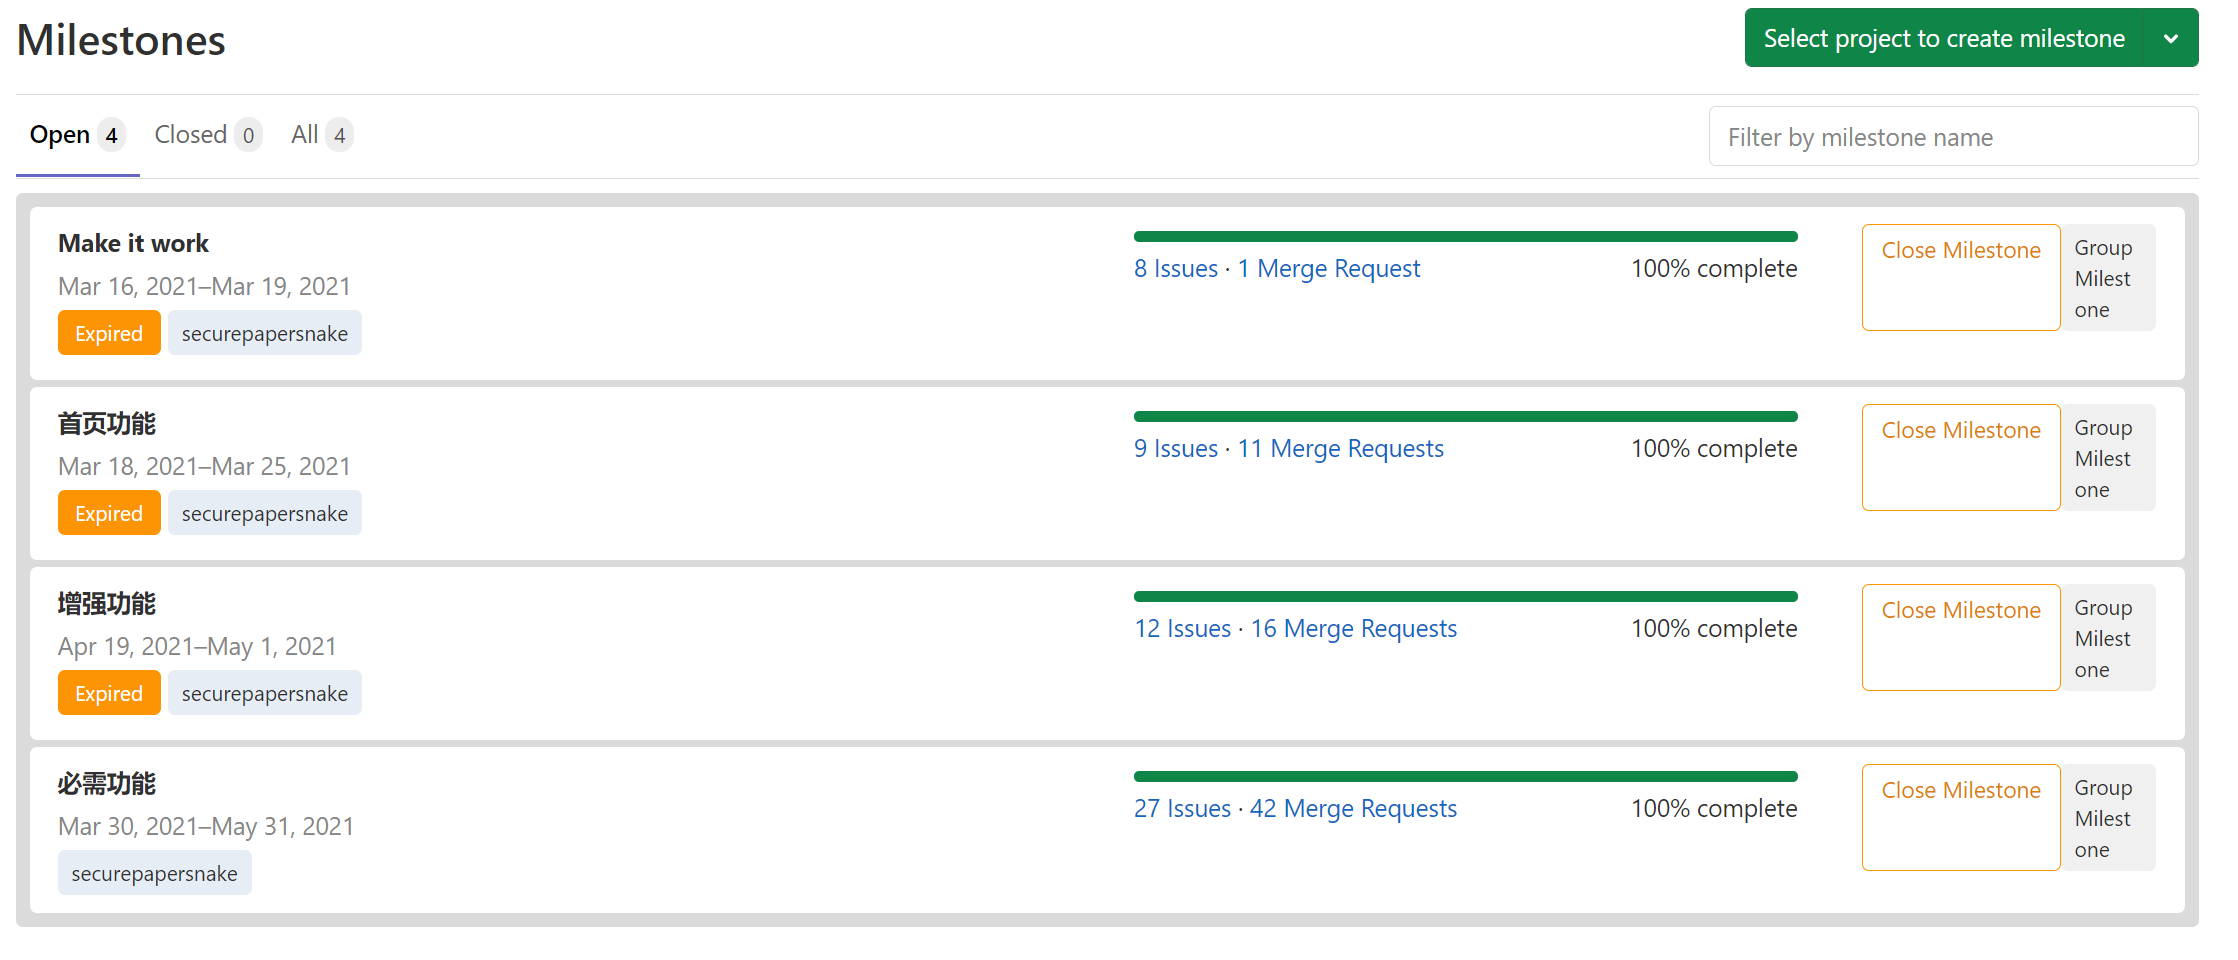 Milestones
Select project to create milestone
Open 4 Closed 0 All 4
Filter by milestone name
Make it work
Mar 16, 2021–Mar 19, 2021
Expired securepapersnake
8 Issues · 1 Merge Request 100% complete
Close Milestone
Group
Milest
one
首页功能
Mar 18, 2021–Mar 25, 2021
Expired securepapersnake
9 Issues · 11 Merge Requests 100% complete
Close Milestone
Group
Milest
one
增强功能
Apr 19, 2021–May 1, 2021
Expired securepapersnake
12 Issues · 16 Merge Requests 100% complete
Close Milestone
Group
Milest
one
必需功能
Mar 30, 2021–May 31, 2021
securepapersnake
27 Issues · 42 Merge Requests 100% complete
Close Milestone
Group
Milest
one